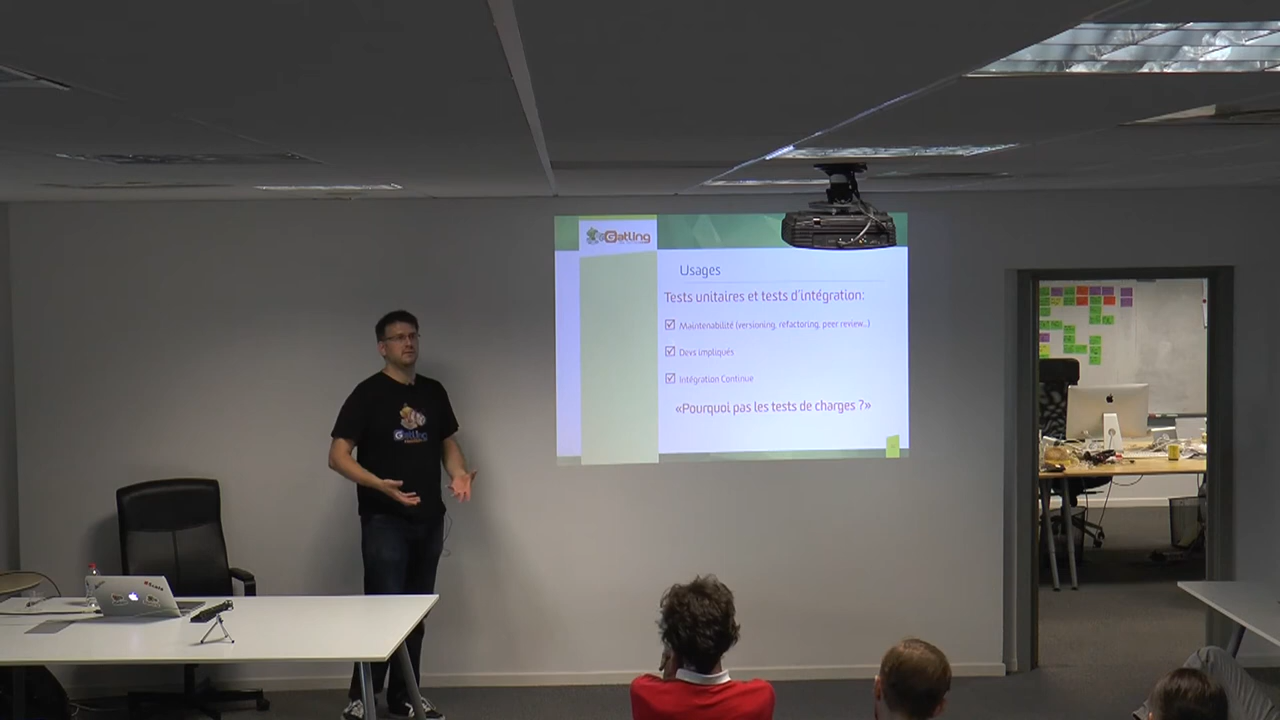 Gatling
Usages
Tests unitaires et tests d'intégration:
Maintenabilité (versioning, refactoring, peer review...)
Devs impliqués
Intégration Continue
«Pourquoi pas les tests de charges ?»
Gatling